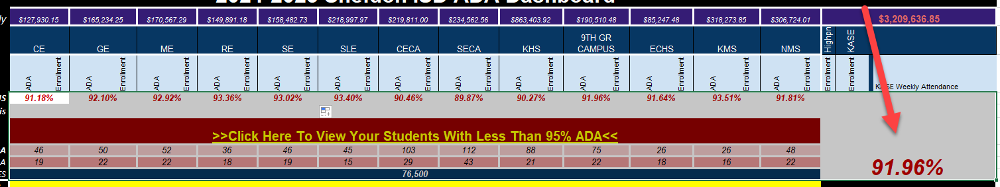 ly $127,930.15 $165,234.25 $170,567.29 $149,891.18 $158,482.73 $218,997.97 $219,811.00 $234,562.56 $863,403.92 $190,510.48 $85,247.48 $318,273.85 $306,724.01 $3,209,636.85
CE GE ME RE SE SLE CECA SECA KHS 9TH GR CAMPUS ECHS KMS NMS Highpn KASE
ADA Enrollment ADA Enrollment ADA Enrollment ADA Enrollment ADA Enrollment ADA Enrollment ADA Enrollment ADA Enrollment ADA Enrollment ADA Enrollment ADA Enrollment ADA Enrollment ADA Enrollment Enrollment Enrollment Weekly Attendance
91.18% 92.10% 92.92% 93.36% 93.02% 93.40% 90.46% 89.87% 90.27% 91.96% 91.64% 93.51% 91.81%
is
>>Click Here To View Your Students With Less Than 95% ADA<<
A 46 50 52 36 46 45 103 112 88 75 26 26 48
A 19 22 22 18 19 15 29 43 21 22 18 16 22
ES 76,500
91.96%